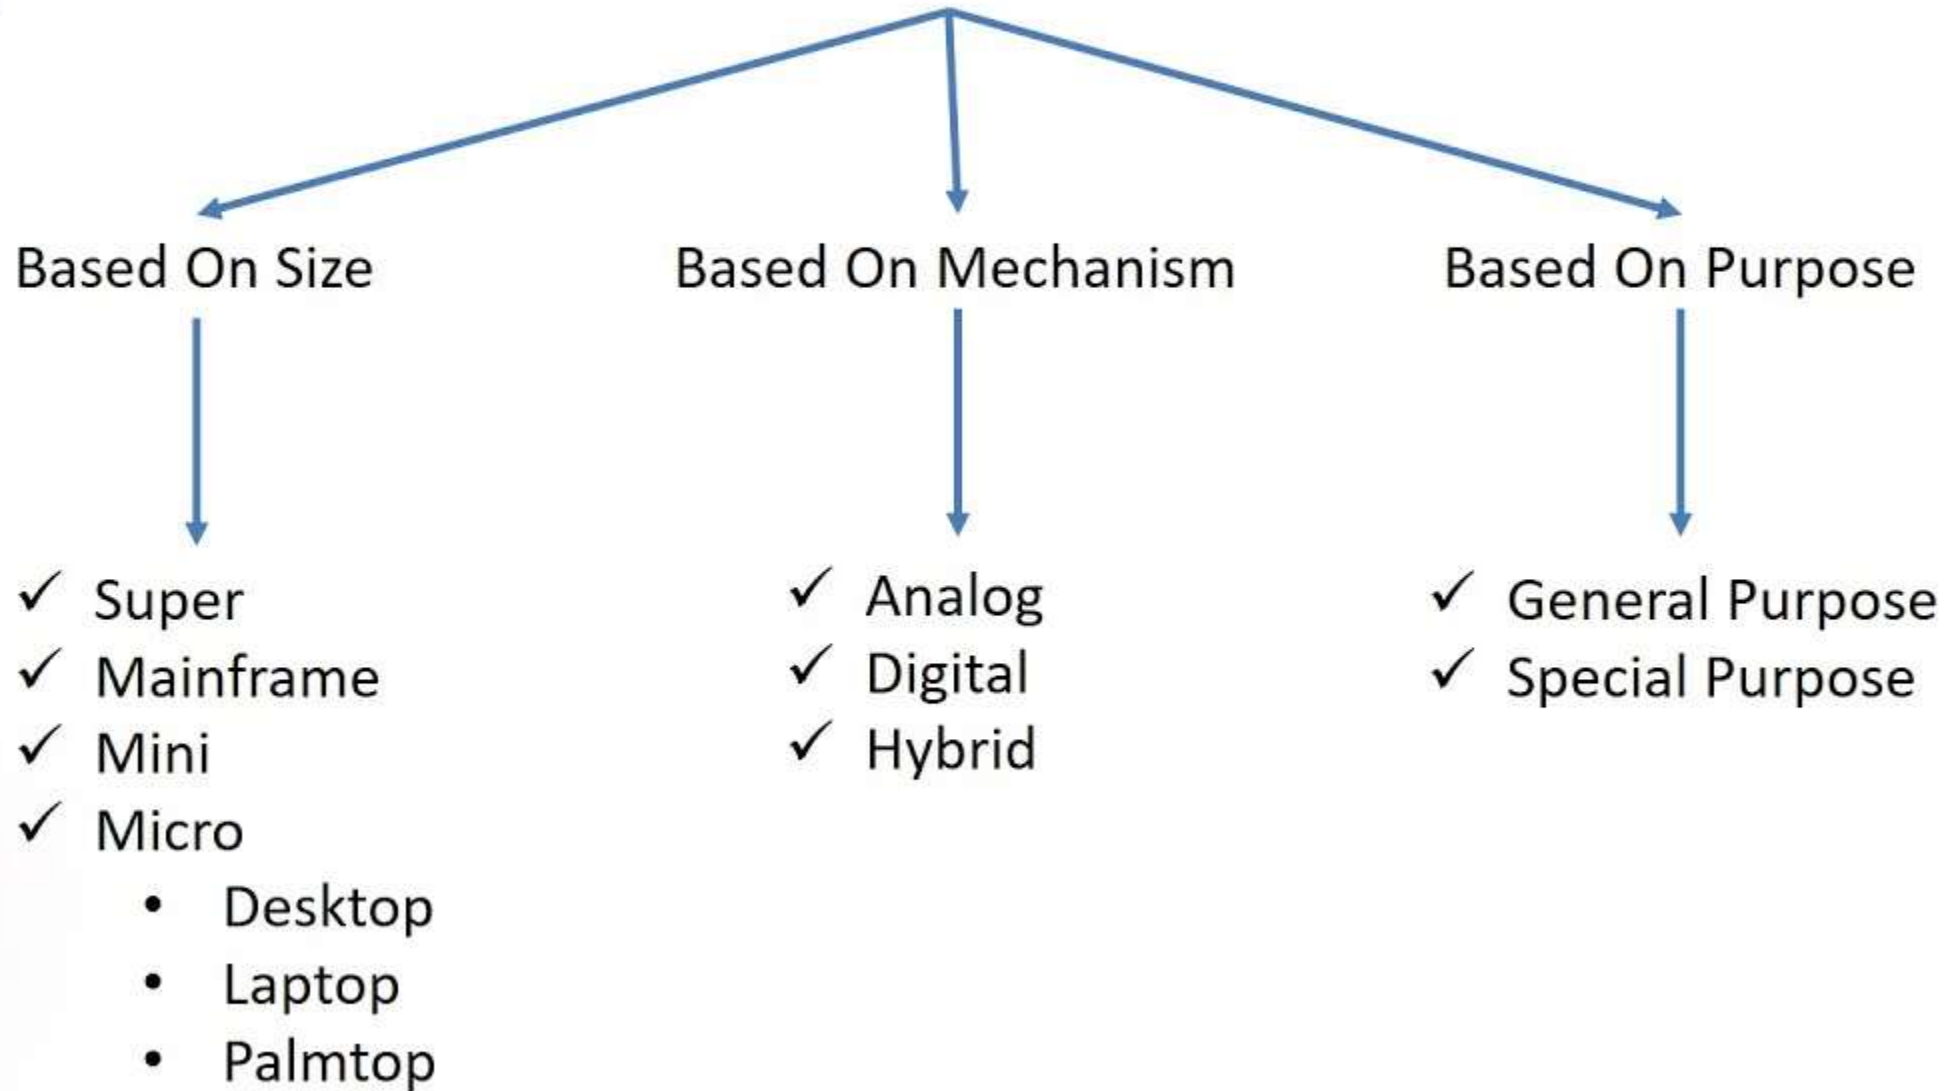 Based On Size
Based On Mechanism
Based On Purpose
✓ Super
✓ Mainframe
✓ Mini
✓ Micro
• Desktop
• Laptop
• Palmtop
✓ Analog
✓ Digital
✓ Hybrid
✓ General Purpose
✓ Special Purpose